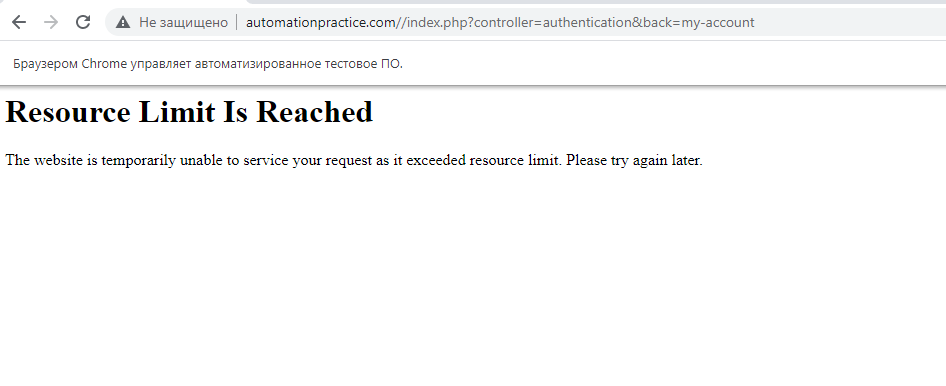 Не защищено automationpractice.com//index.php?controller=authentication&back=my-account
Браузером Chrome управляет автоматизированное тестовое ПО.
Resource Limit Is Reached
The website is temporarily unable to service your request as it exceeded resource limit. Please try again later.